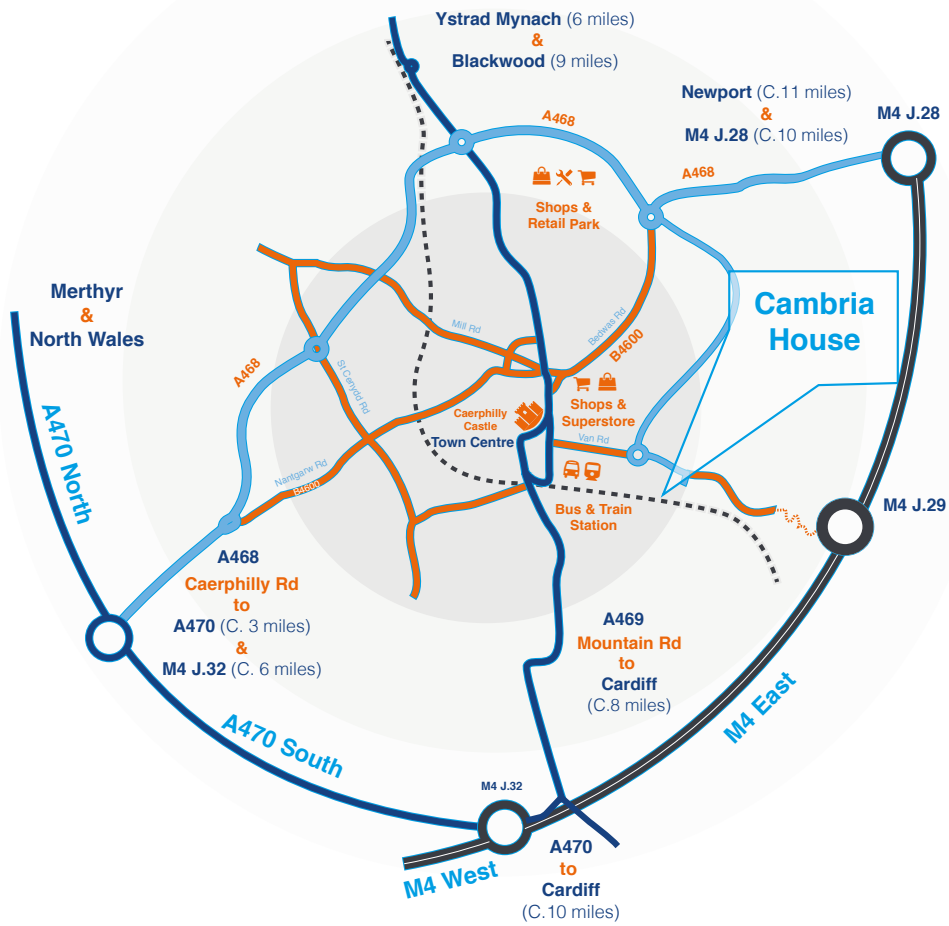 Ystrad Mynach (6 miles)
&
Blackwood (9 miles)
Newport (C.11 miles)
&
M4 J.28 (C.10 miles)
M4 J.28
A468
A468
Shops &
Retail Park
Merthyr
&
North Wales
Cambria
House
Mill Rd
Bedwas Rd
B4600
A468
St Cenydd Rd
Caerphilly
Castle
Town Centre
Shops &
Superstore
Van Rd
A470 North
Nantgarw Rd
B4600
Bus & Train
Station
M4 J.29
A468
Caerphilly Rd
to
A470 (C. 3 miles)
&
M4 J.32 (C. 6 miles)
A469
Mountain Rd
to
Cardiff
(C.8 miles)
M4 East
A470 South
M4 J.32
M4 West
A470
to
Cardiff
(C.10 miles)